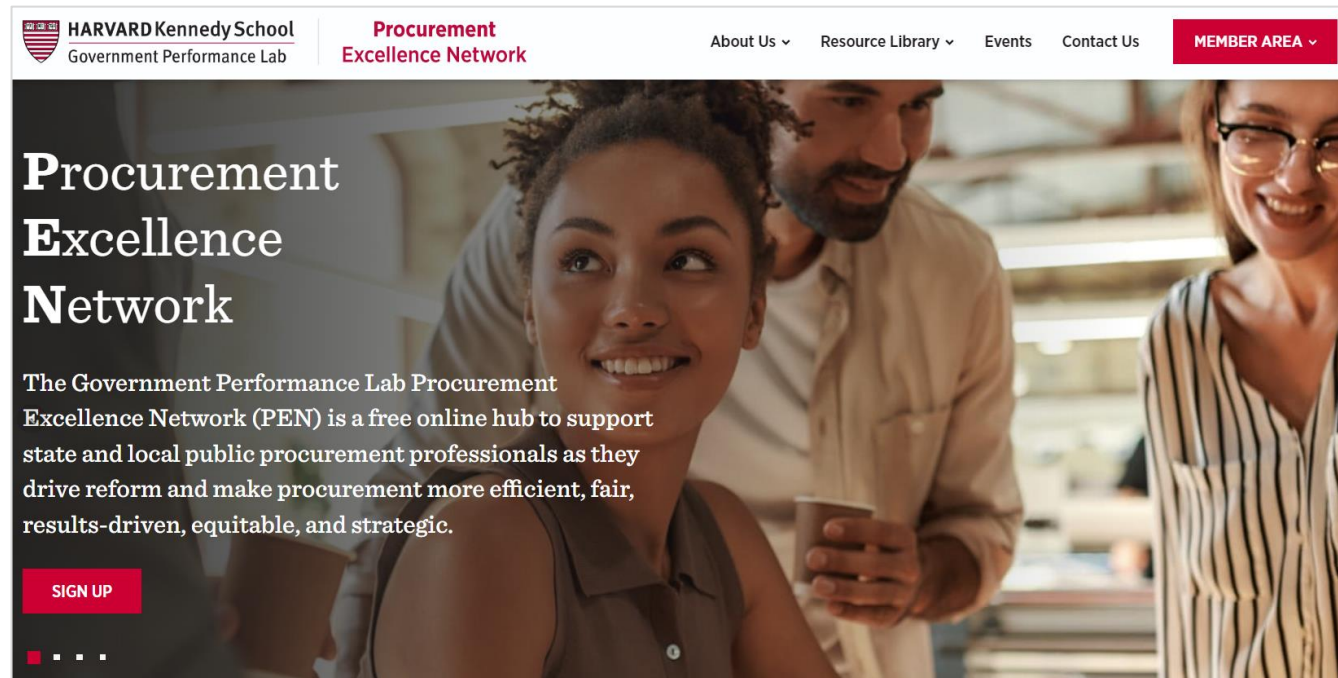 HARVARD Kennedy School
Government Performance Lab
Procurement
Excellence Network
About Us
Resource Library
Events
Contact Us
MEMBER AREA
Procurement
Excellence
Network
The Government Performance Lab Procurement
Excellence Network (PEN) is a free online hub to support
state and local public procurement professionals as they
drive reform and make procurement more efficient, fair,
results-driven, equitable, and strategic.
SIGN UP